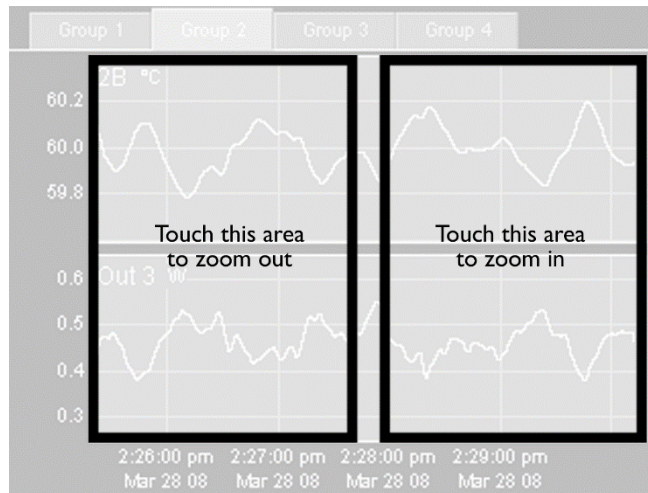 Group 1 Group 2 Group 3 Group 4
2B °C
60.2
60.0
59.8
Touch this area
to zoom out
Touch this area
to zoom in
Out 3 W
0.6
0.5
0.4
0.3
2:26:00 pm 2:27:00 pm 2:28:00 pm 2:29:00 pm
Mar 28 08 Mar 28 08 Mar 28 08 Mar 28 08